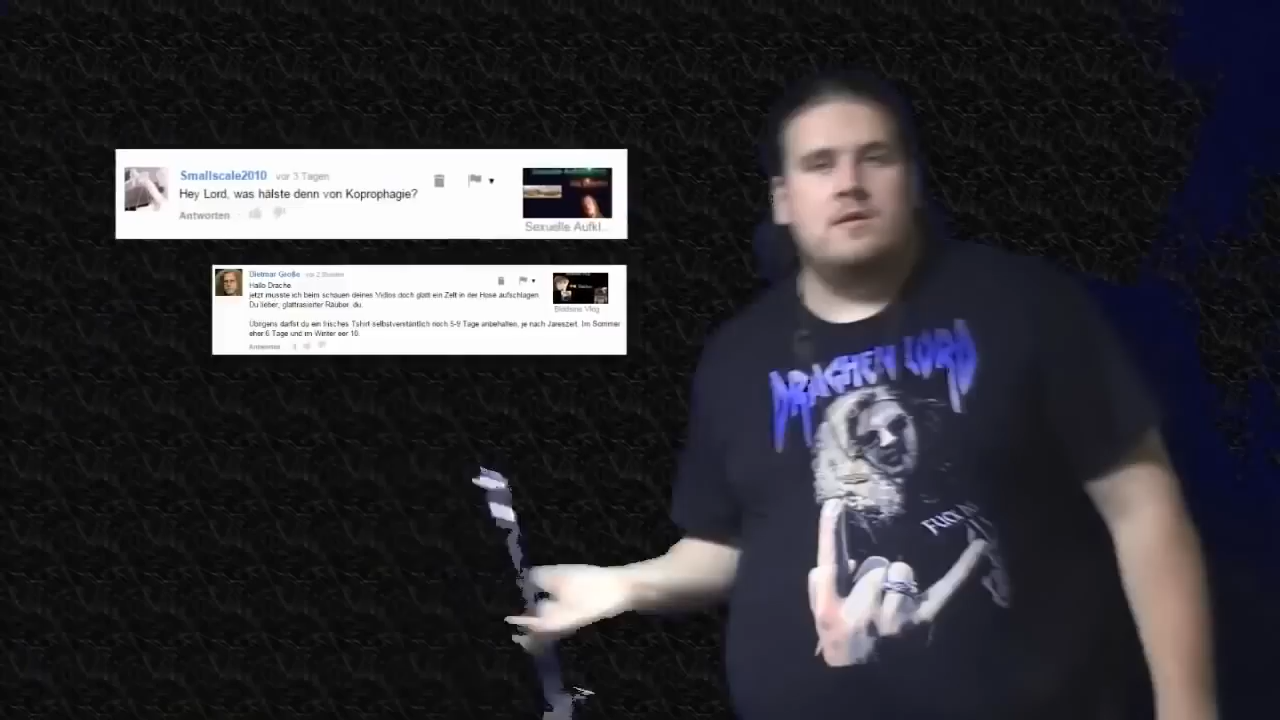 Smallscale2010 vor 3 Tagen
Hey Lord, was hälste denn von Koprophagie?
Antworten
Sexuelle Aufkl...
Dietmar Große vor 2 Stunden
Hallo Drache
jetzt musste ich beim schauen deines Vidios doch glatt ein Zelt in der Hose aufschlagen
Du lieber, glattrasierter Räuber du.
Übrigens darfst du ein frisches Tshirt selbstverständlich noch 5-9 Tage anbehalten, je nach Jareszeit. Im Sommer
eher 6 Tage und im Winter eer 10.
Antworten
Vlog
DRACHEN LORD